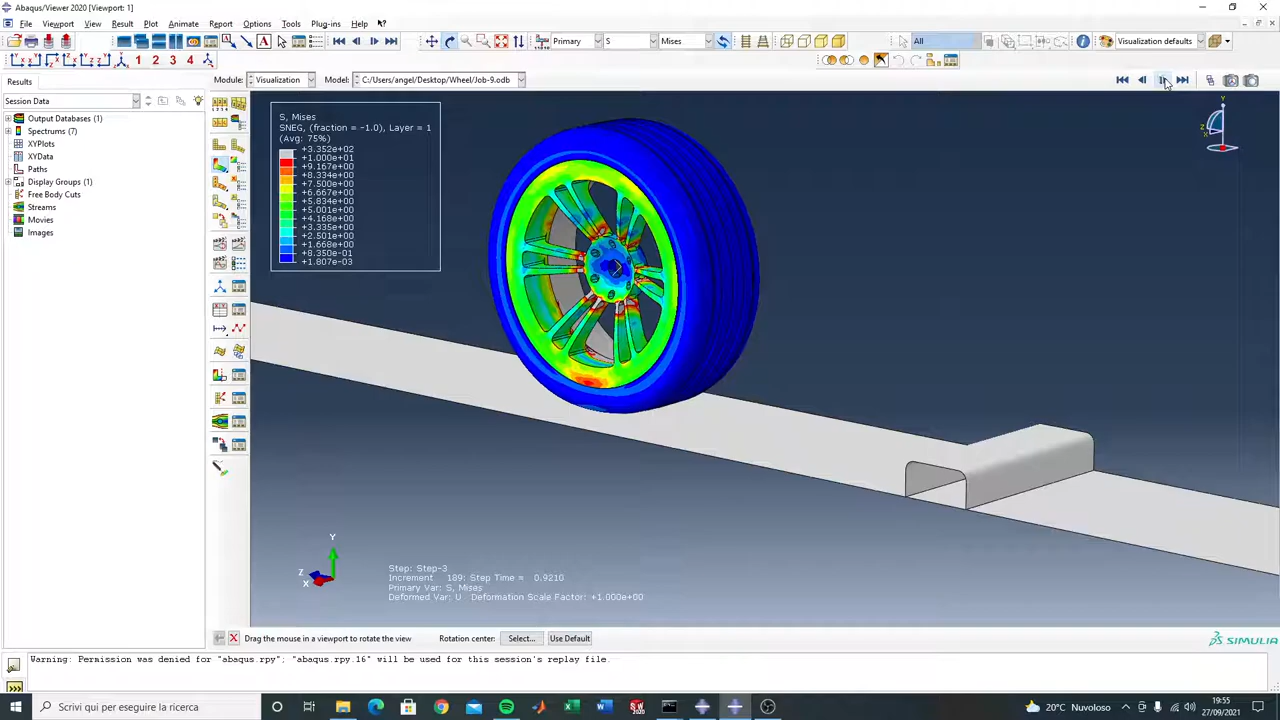 Abaqus/Viewer 2020 [Viewport: 1]
File Viewport View Result Plot Animate Report Options Tools Plug-ins Help
Primary Mises All Visualization defaults
1 2 3 4
Results Module: Visualization Model: C:/Users/angel/Desktop/Wheel/Job-9.odb
Session Data
Output Databases (1)
Spectrums (7)
XYPlots
XYData
Paths
Display Groups (1)
Free Body Cuts
Streams
Movies
Images
S, Mises
SNEG, (fraction = -1.0), Layer = 1
(Avg: 75%)
+3.352e+02
+1.000e+01
+9.167e+00
+8.334e+00
+7.500e+00
+6.667e+00
+5.834e+00
+5.001e+00
+4.168e+00
+3.335e+00
+2.501e+00
+1.668e+00
+8.350e-01
+1.807e-03
Y
Y
Z
X
Step: Step-3
Increment 189: Step Time = 0.9210
Primary Var: S, Mises
Deformed Var: U Deformation Scale Factor: +1.000e+00
Drag the mouse in a viewport to rotate the view Rotation center: Select... Use Default
SIMULIA
Warning: Permission was denied for "abaqus.rpy", "abaqus.rpy.16" will be used for this session's replay file.
Scrivi qui per eseguire la ricerca
20°C Nuvoloso
19:55
27/09/2021